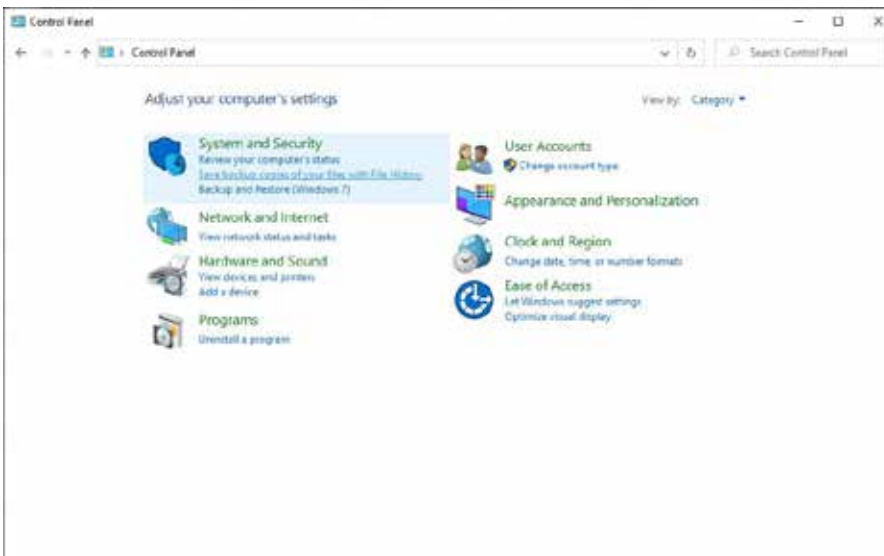 Control Panel
Control Panel
Search Control Panel
Adjust your computer's settings
View by: Category
System and Security
Review your computer's status
Save backup copies of your files with File History
Backup and Restore (Windows 7)
Network and Internet
View network status and tasks
Hardware and Sound
View devices and printers
Add a device
Programs
Uninstall a program
User Accounts
Change account type
Appearance and Personalization
Clock and Region
Change date, time, or number formats
Ease of Access
Let Windows suggest settings
Optimize visual display